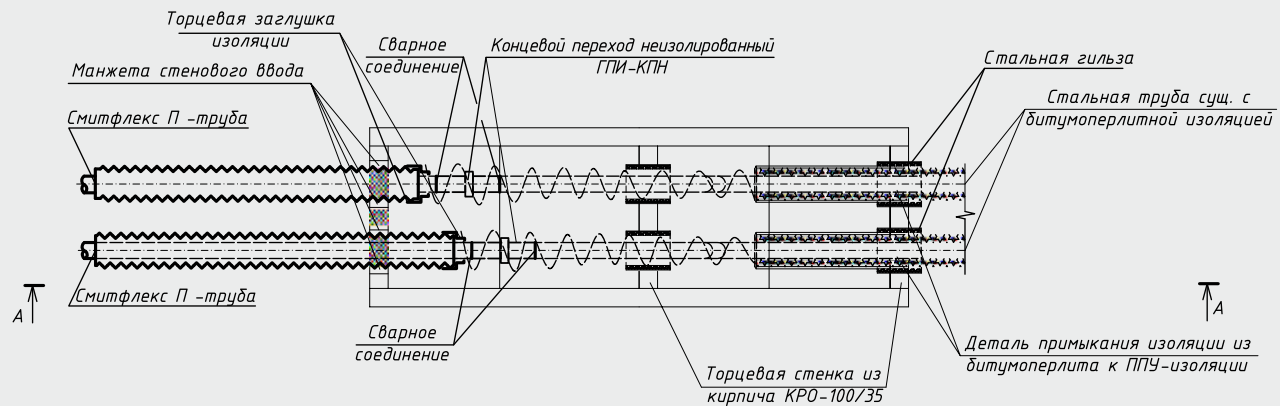 Торцевая заглушка
изоляции
Сварное
соединение
Концевой переход неизолированный
ГПИ-КПН
Манжета стенового ввода
Стальная гильза
Смитфлекс П -труба
Стальная труба сущ. с
битумоперлитной изоляцией
Смитфлекс П -труба
А
А
Сварное
соединение
Торцевая стенка из
кирпича КРО-100/35
Деталь примыкания изоляции из
битумоперлита к ППУ-изоляции